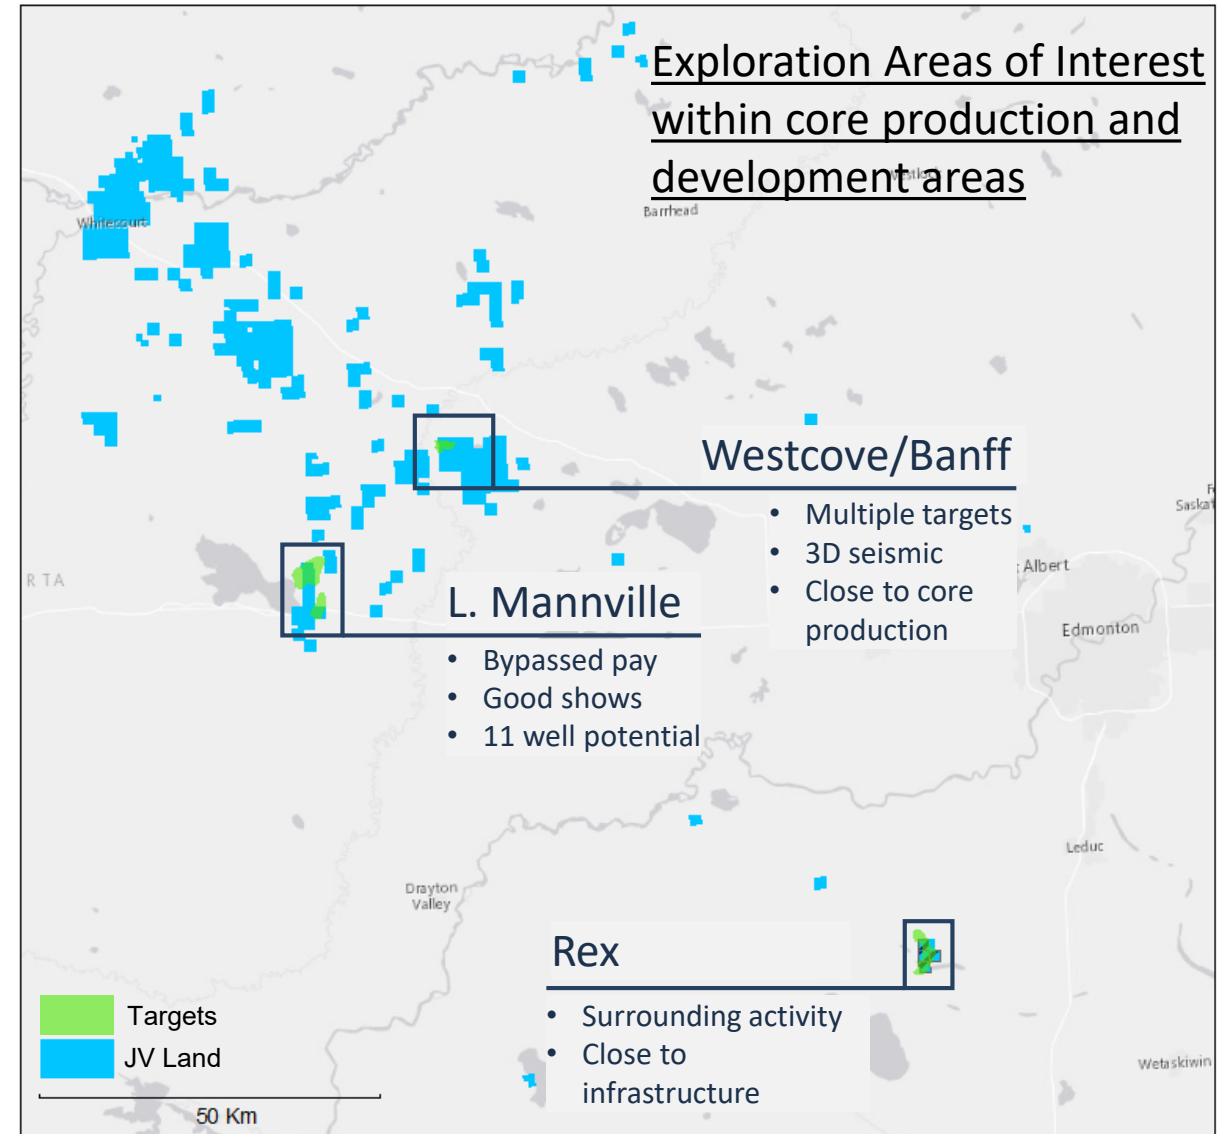 Exploration Areas of Interest
within core production and
development areas
Barrhead
Whitecourt
Westcove/Banff
• Multiple targets
• 3D seismic
• Close to core
production
Albert
Edmonton
R TA
L. Mannville
• Bypassed pay
• Good shows
• 11 well potential
Leduc
Drayton
Valley
Rex
• Surrounding activity
• Close to
infrastructure
Wetaskiwin
Targets
JV Land
50 Km